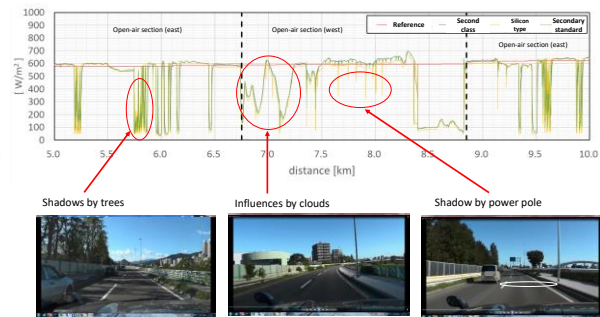 Open-air section (east)
Open-air section (west)
Reference
Second
class
Silicon
type
Secondary
standard
Open-air section (east)
[ W/m² ]
1000
900
800
700
600
500
400
300
200
100
0
5.0 5.5 6.0 6.5 7.0 7.5 8.0 8.5 9.0 9.5 10.0
distance [km]
Shadows by trees
Influences by clouds
Shadow by power pole